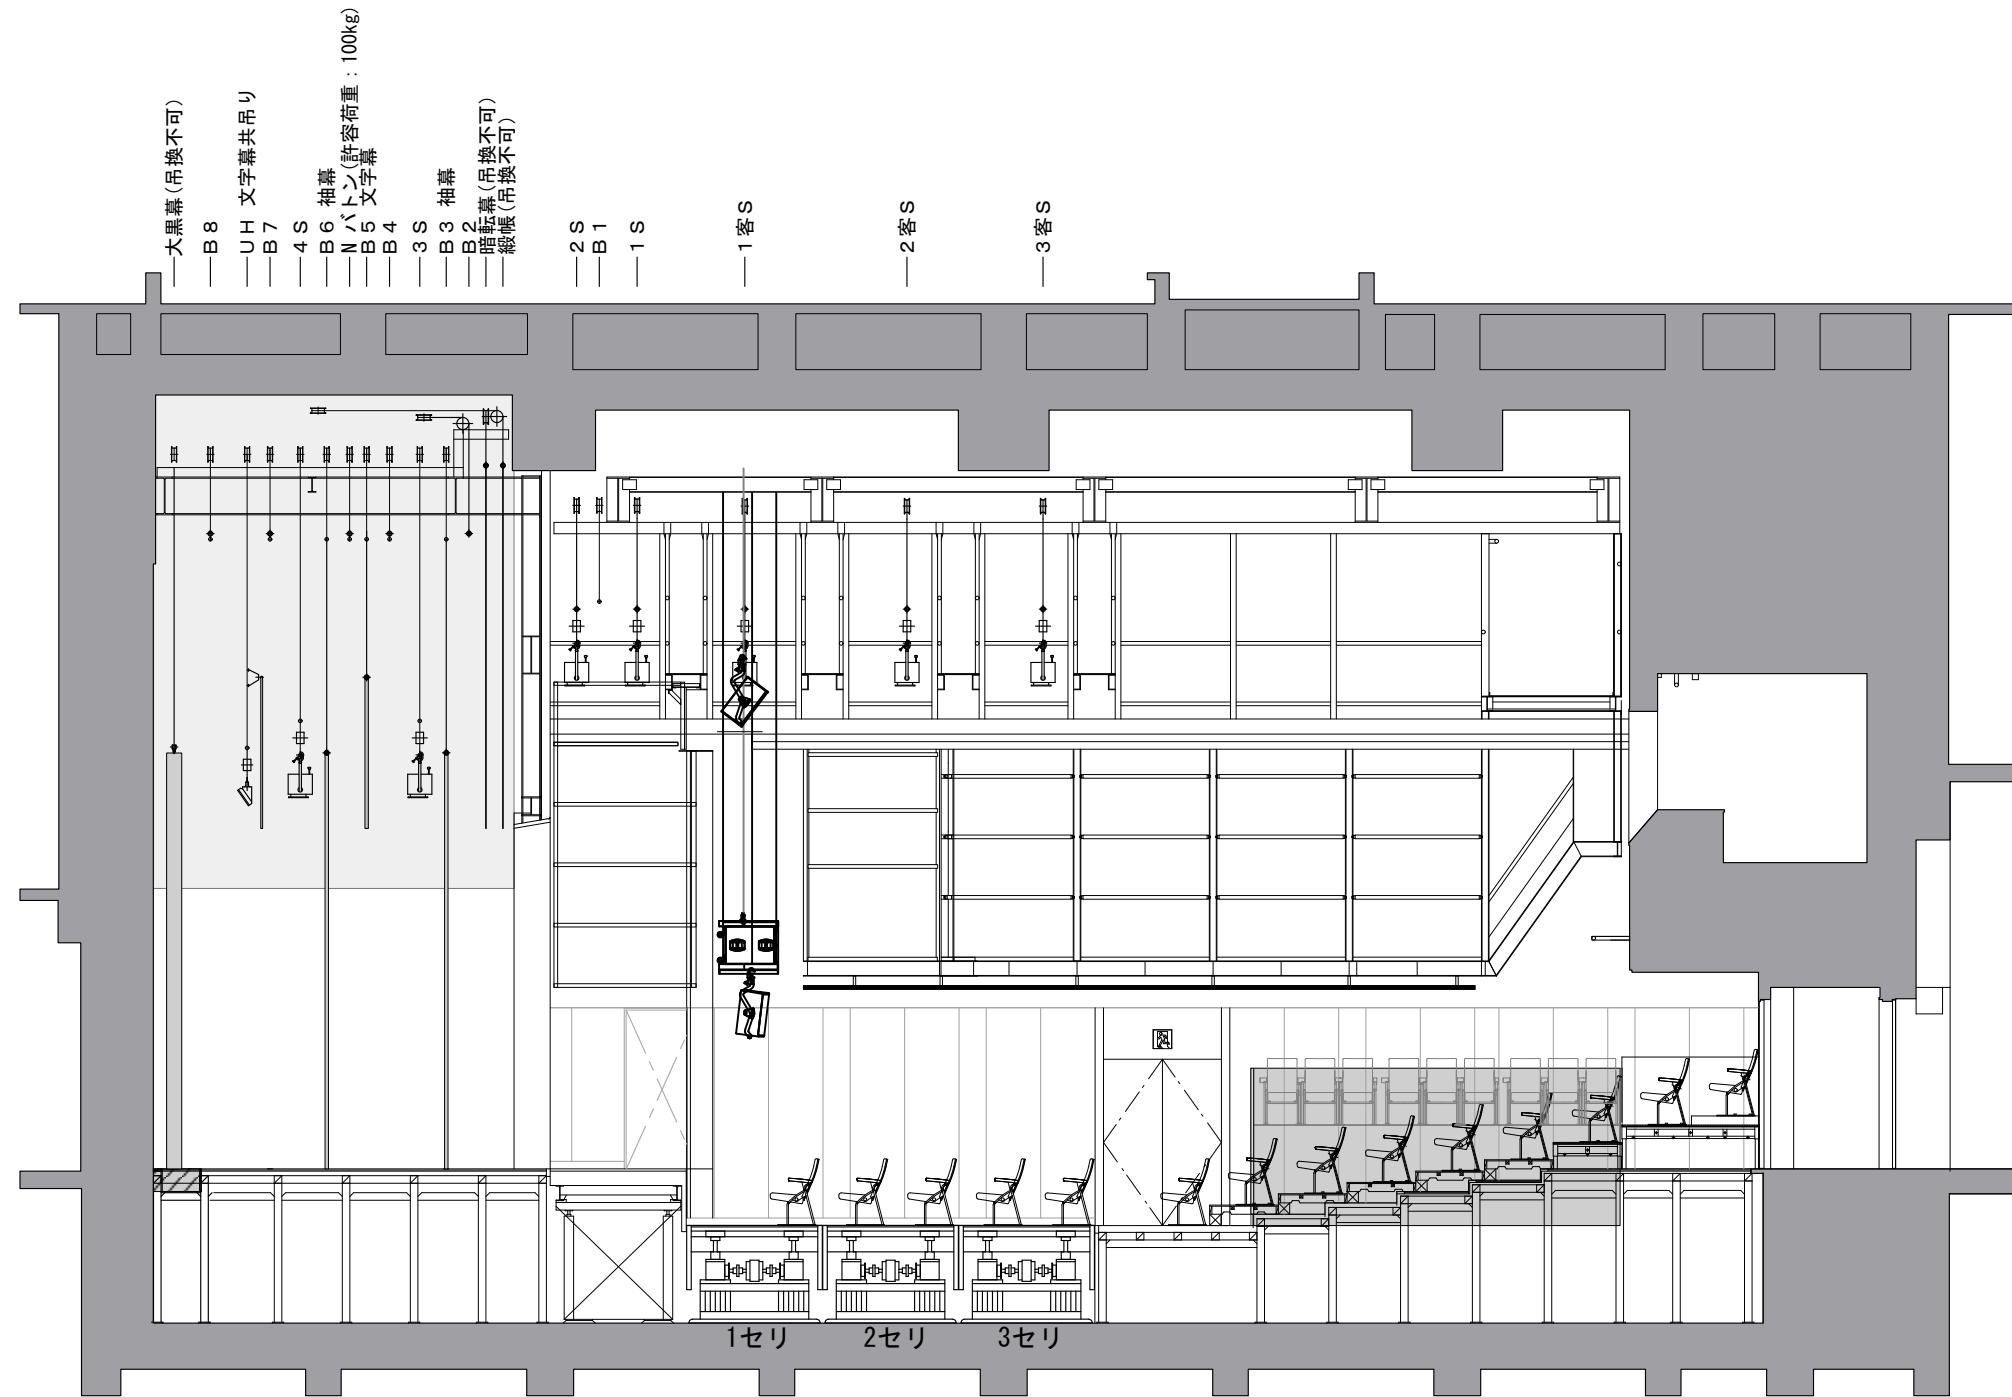 大黒幕(吊換不可)
B8
UH 文字幕共吊り
B7
4S
B6 袖幕
N バトン(許容荷重:100kg)
B5 文字幕
B4
3S
B3 袖幕
B2
暗転幕(吊換不可)
緞帳(吊換不可)
2S
B1
1S
1客S
2客S
3客S
1セリ
2セリ
3セリ